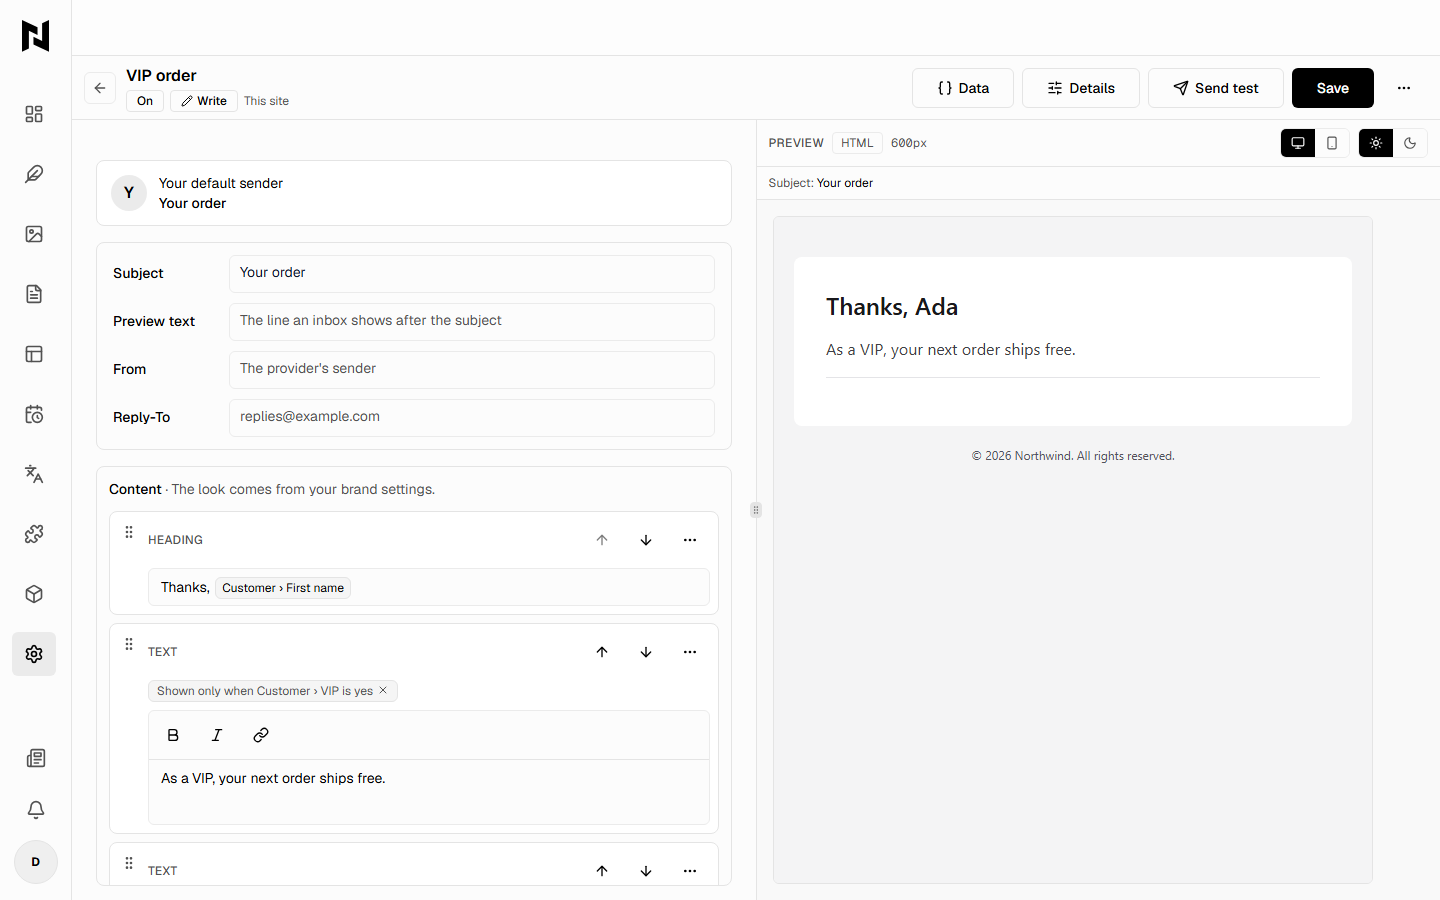 VIP order
On
Write
This site
Data
Details
Send test
Save
Y
Your default sender
Your order
Subject
Your order
Preview text
The line an inbox shows after the subject
From
The provider's sender
Reply-To
replies@example.com
Content · The look comes from your brand settings.
HEADING
Thanks, Customer › First name
TEXT
Shown only when Customer › VIP is yes
B I
As a VIP, your next order ships free.
TEXT
D
PREVIEW
HTML
600px
Subject: Your order
Thanks, Ada
As a VIP, your next order ships free.
© 2026 Northwind. All rights reserved.